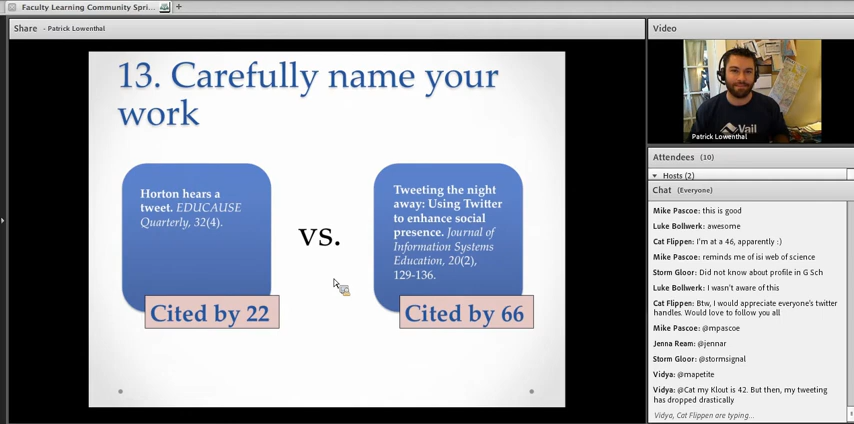 Faculty Learning Community Spri...
Share - Patrick Lowenthal
13. Carefully name your
work
Horton hears a
tweet. EDUCAUSE
Quarterly, 32(4).
Cited by 22
vs.
Tweeting the night
away: Using Twitter
to enhance social
presence. Journal of
Information Systems
Education, 20(2),
129-136.
Cited by 66
Video
Vail
Patrick Lowenthal
Attendees (10)
Hosts (2)
Chat (Everyone)
Mike Pascoe: this is good
Luke Bollwerk: awesome
Cat Flippen: I'm at a 46, apparently :)
Mike Pascoe: reminds me of isi web of science
Storm Gloor: Did not know about profile in G Sch
Luke Bollwerk: I wasn't aware of this
Cat Flippen: Btw, I would appreciate everyone's twitter
handles. Would love to follow you all
Mike Pascoe: @mpascoe
Jenna Ream: @jennar
Storm Gloor: @stormsignal
Vidya: @mapetite
Vidya: @Cat my Klout is 42. But then, my tweeting
has dropped drastically
Vidya, Cat Flippen are typing...